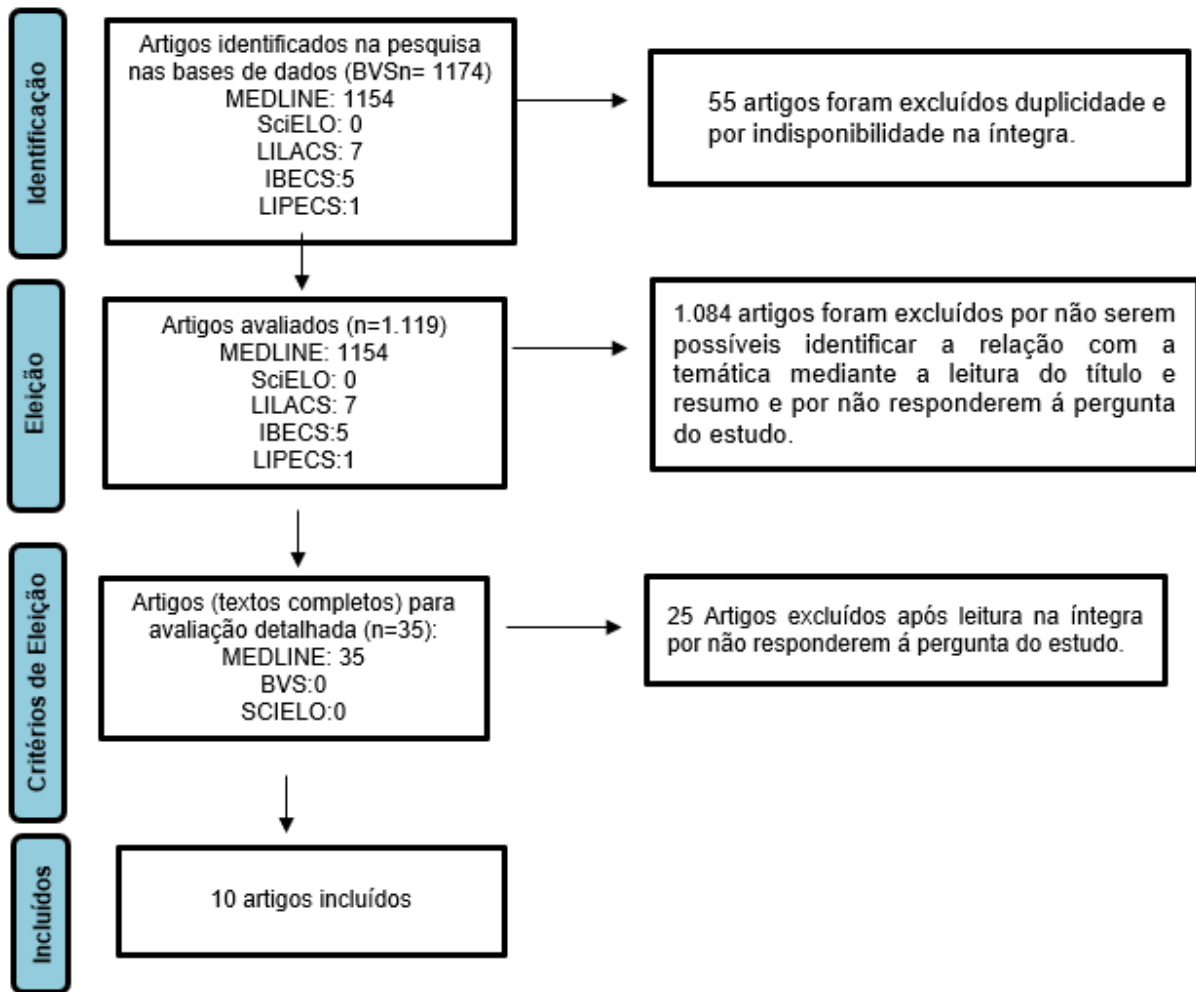 Identificação
Artigos identificados na pesquisa
nas bases de dados (BVSn= 1174)
MEDLINE: 1154
SciELO: 0
LILACS: 7
IBECS:5
LIPECS:1
55 artigos foram excluídos duplicidade e
por indisponibilidade na íntegra.
Eleição
Artigos avaliados (n=1.119)
MEDLINE: 1154
SciELO: 0
LILACS: 7
IBECS:5
LIPECS:1
1.084 artigos foram excluídos por não serem
possíveis identificar a relação com a
temática mediante a leitura do título e
resumo e por não responderem á pergunta
do estudo.
Critérios de Eleição
Artigos (textos completos) para
avaliação detalhada (n=35):
MEDLINE: 35
BVS:0
SCIELO:0
25 Artigos excluídos após leitura na íntegra
por não responderem á pergunta do estudo.
Incluídos
10 artigos incluídos